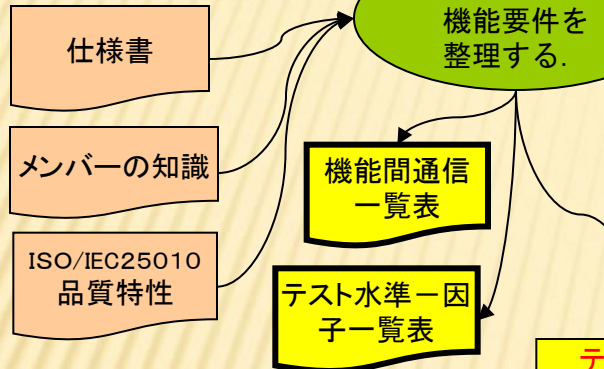 仕様書
機能要件を
整理する.
メンバーの知識
機能間通信
一覧表
ISO/IEC25010
品質特性
テスト水準－因
子一覧表
テ